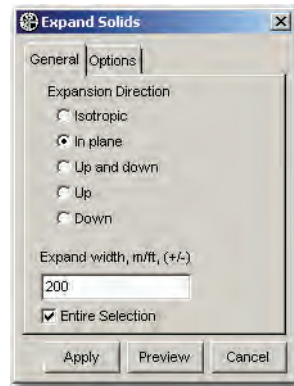 Expand Solids
General Options
Expansion Direction
Isotropic
In plane
Up and down
Up
Down
Expand width, m/ft, (+/-)
200
Entire Selection
Apply Preview Cancel